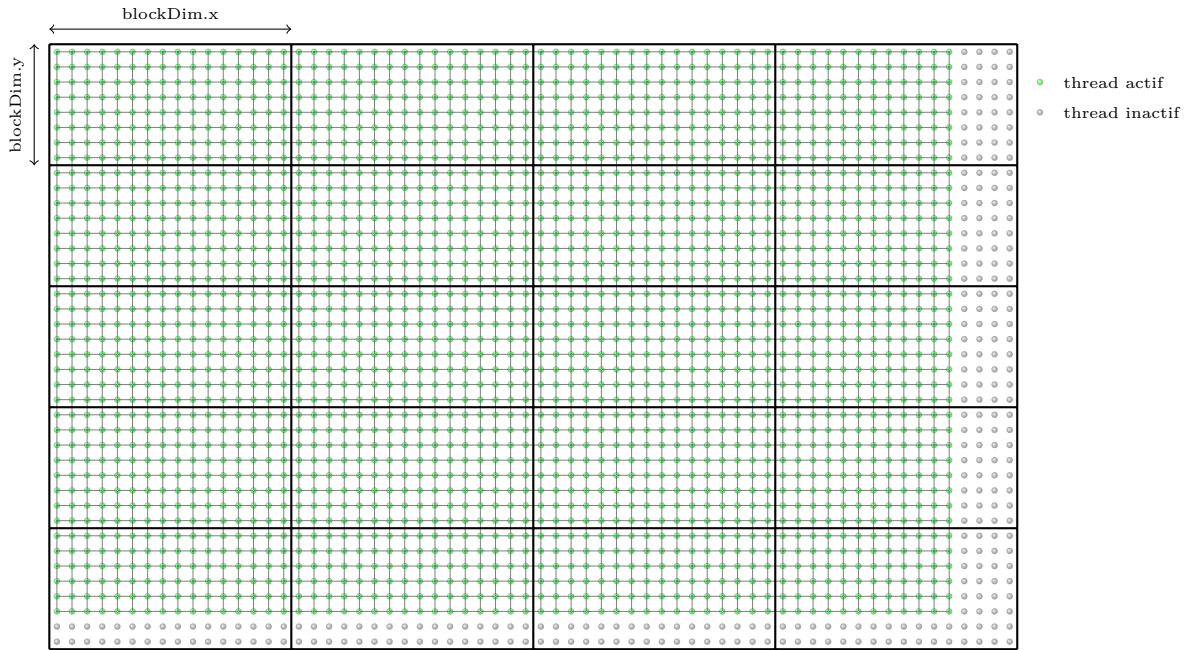 blockDim.x
blockDim.y
thread actif
thread inactif